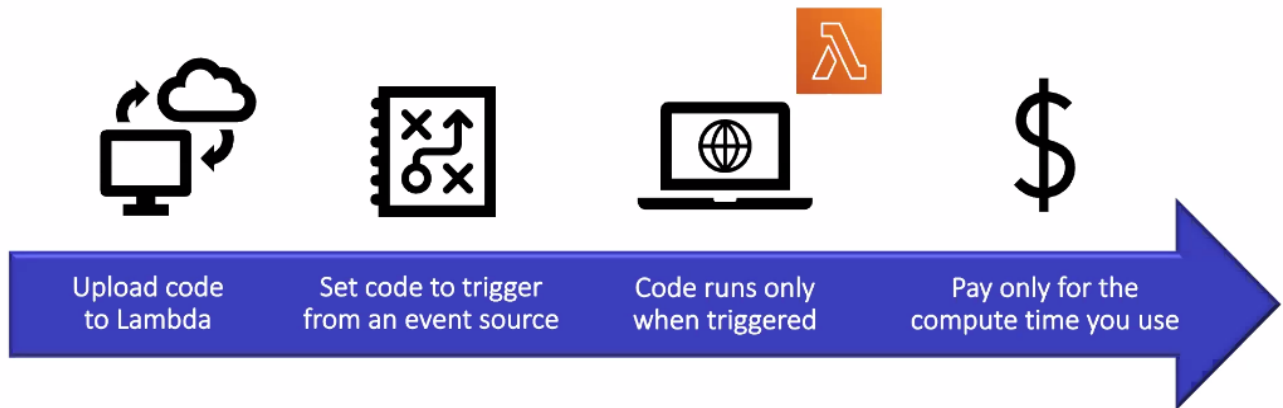 Upload code
to Lambda
Set code to trigger
from an event source
Code runs only
when triggered
Pay only for the
compute time you use